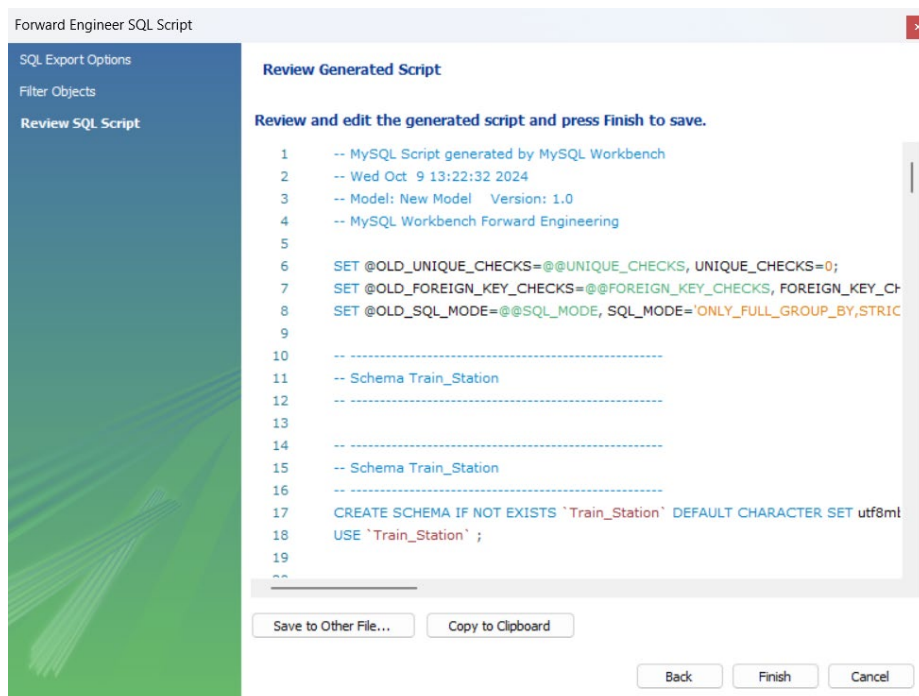 Forward Engineer SQL Script
SQL Export Options
Filter Objects
Review SQL Script
Review Generated Script
Review and edit the generated script and press Finish to save.
1 -- MySQL Script generated by MySQL Workbench
2 -- Wed Oct  9 13:22:32 2024
3 -- Model: New Model    Version: 1.0
4 -- MySQL Workbench Forward Engineering
5
6 SET @OLD_UNIQUE_CHECKS=@@UNIQUE_CHECKS, UNIQUE_CHECKS=0;
7 SET @OLD_FOREIGN_KEY_CHECKS=@@FOREIGN_KEY_CHECKS, FOREIGN_KEY_CH
8 SET @OLD_SQL_MODE=@@SQL_MODE, SQL_MODE='ONLY_FULL_GROUP_BY,STRIC
9
10 -- -----------------------------------------------------
11 -- Schema Train_Station
12 -- -----------------------------------------------------
13
14 -- -----------------------------------------------------
15 -- Schema Train_Station
16 -- -----------------------------------------------------
17 CREATE SCHEMA IF NOT EXISTS `Train_Station` DEFAULT CHARACTER SET utf8mb
18 USE `Train_Station` ;
19
Save to Other File...
Copy to Clipboard
Back
Finish
Cancel